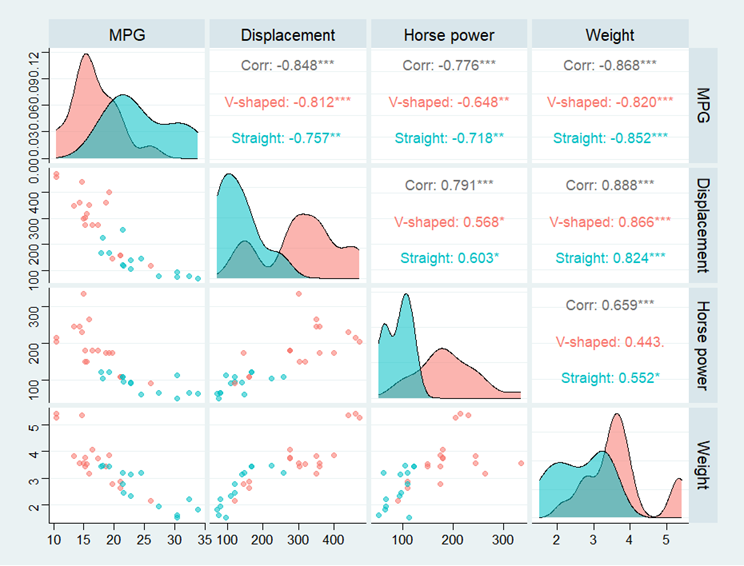 MPG Displacement Horse power Weight
0.000.030.060.090.12
Corr: -0.848***
V-shaped: -0.812***
Straight: -0.757**
Corr: -0.776***
V-shaped: -0.648**
Straight: -0.718**
Corr: -0.868***
V-shaped: -0.820***
Straight: -0.852***
MPG
100 200 300 400
Corr: 0.791***
V-shaped: 0.568*
Straight: 0.603*
Corr: 0.888***
V-shaped: 0.866***
Straight: 0.824***
Displacement
100 200 300
Corr: 0.659***
V-shaped: 0.443.
Straight: 0.552*
Horse power
2 3 4 5
Weight
10 15 20 25 30 35 100 200 300 400 100 200 300 2 3 4 5